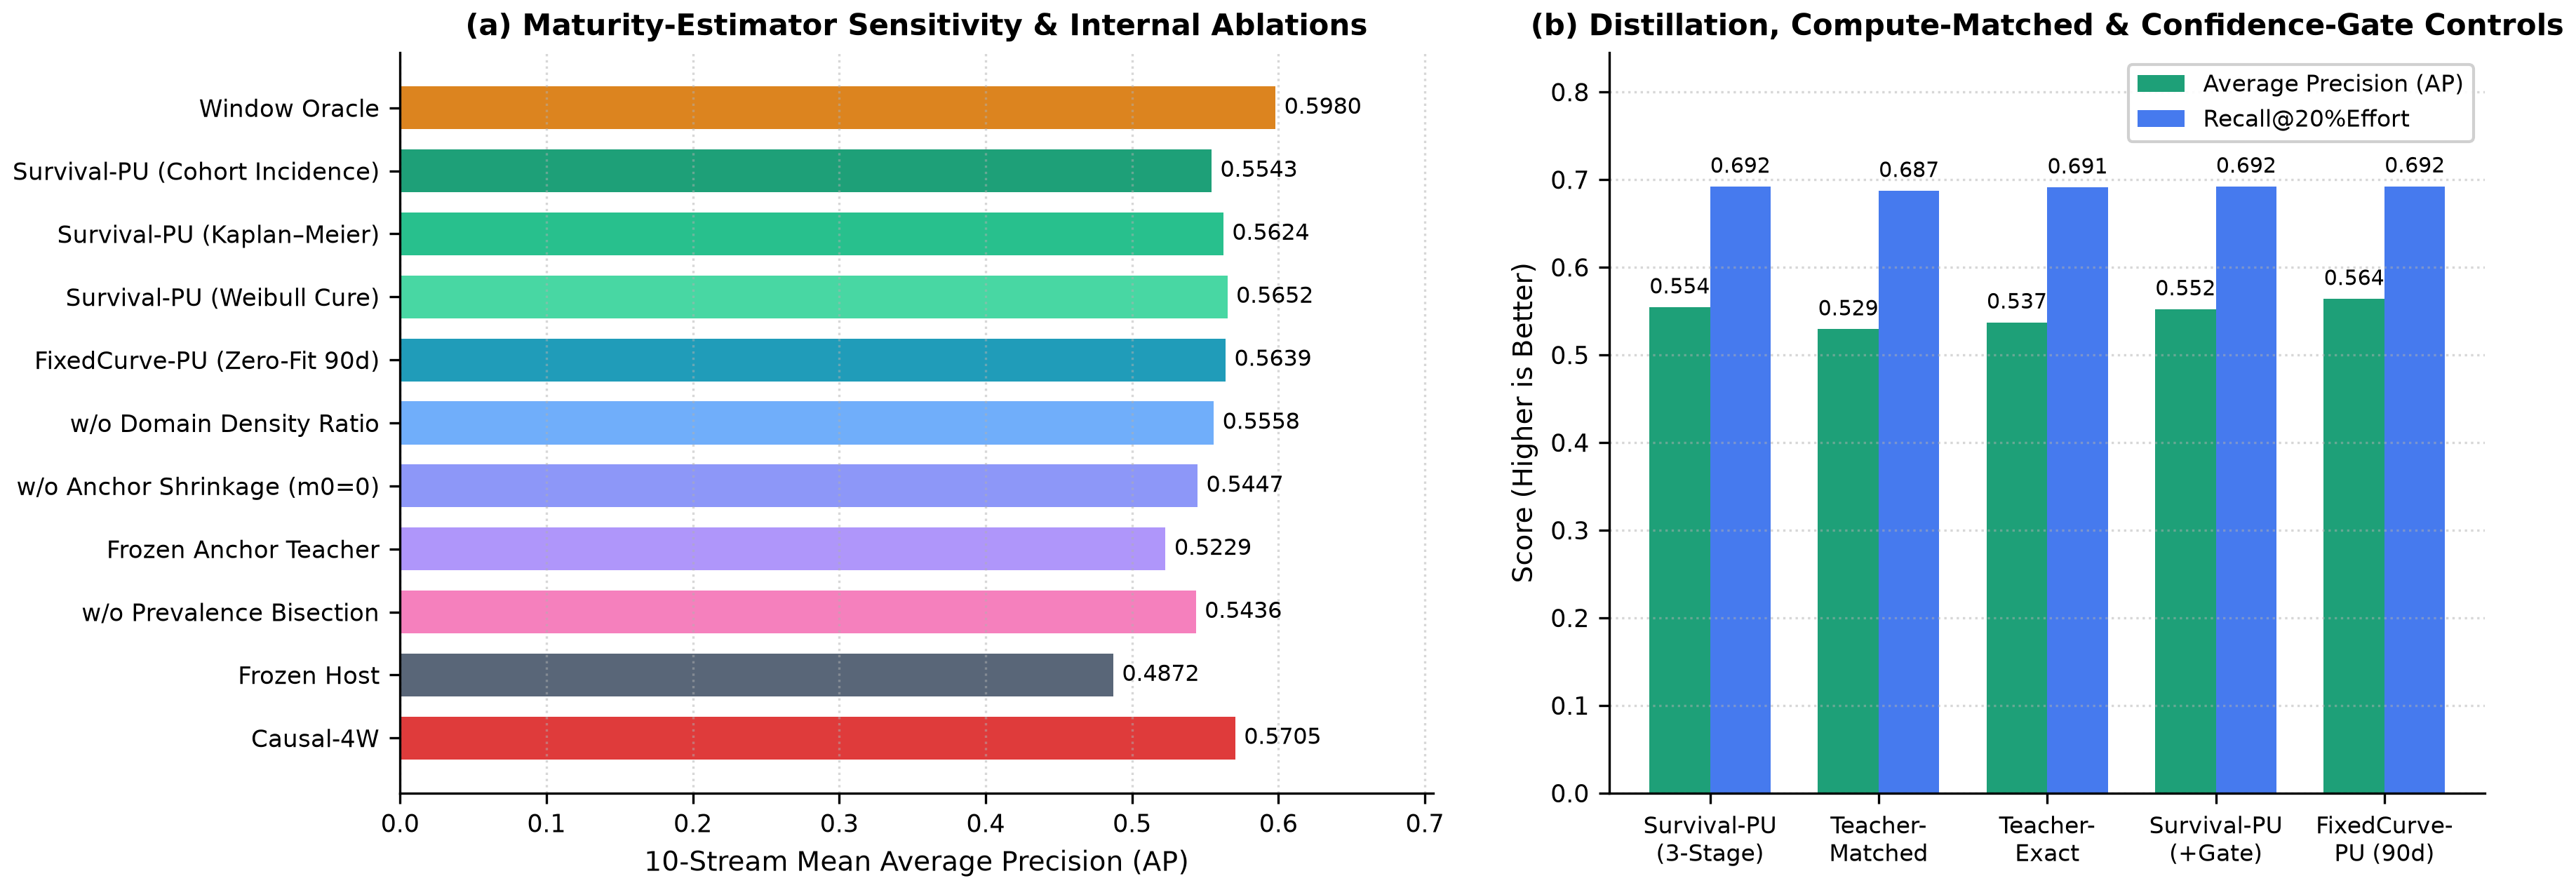 (a) Maturity-Estimator Sensitivity & Internal Ablations
Window Oracle
0.5980
Survival-PU (Cohort Incidence)
0.5543
Survival-PU (Kaplan–Meier)
0.5624
Survival-PU (Weibull Cure)
0.5652
FixedCurve-PU (Zero-Fit 90d)
0.5639
w/o Domain Density Ratio
0.5558
w/o Anchor Shrinkage (m0=0)
0.5447
Frozen Anchor Teacher
0.5229
w/o Prevalence Bisection
0.5436
Frozen Host
0.4872
Causal-4W
0.5705
0.0 0.1 0.2 0.3 0.4 0.5 0.6 0.7
10-Stream Mean Average Precision (AP)
(b) Distillation, Compute-Matched & Confidence-Gate Controls
Average Precision (AP)
Recall@20%Effort
Score (Higher is Better)
0.8
0.7
0.6
0.5
0.4
0.3
0.2
0.1
0.0
0.692 0.687 0.691 0.692 0.692
0.554 0.529 0.537 0.552 0.564
Survival-PU
(3-Stage)
Teacher-
Matched
Teacher-
Exact
Survival-PU
(+Gate)
FixedCurve-
PU (90d)